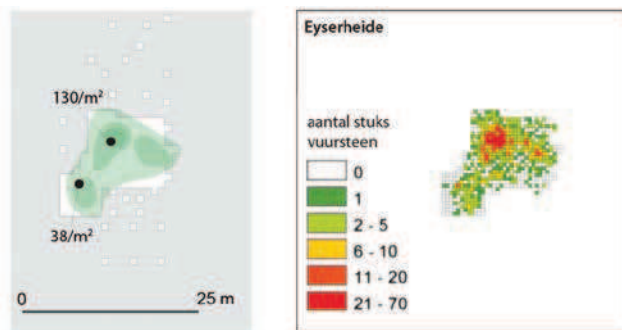 130/m²
38/m²
0 25 m
Eyserheide
aantal stuks
vuursteen
0
1
2 - 5
6 - 10
11 - 20
21 - 70